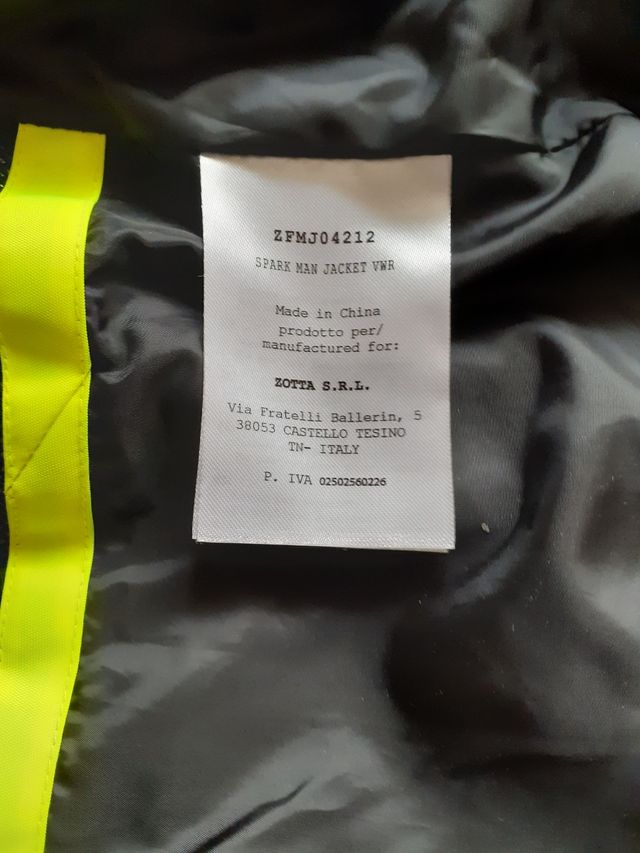 ZFMJ04212
SPARK MAN JACKET VWR
Made in China
prodotto per/
manufactured for:
ZOTTA S.R.L.
Via Fratelli Ballerin, 5
38053 CASTELLO TESINO
TN- ITALY
P. IVA 02502560226